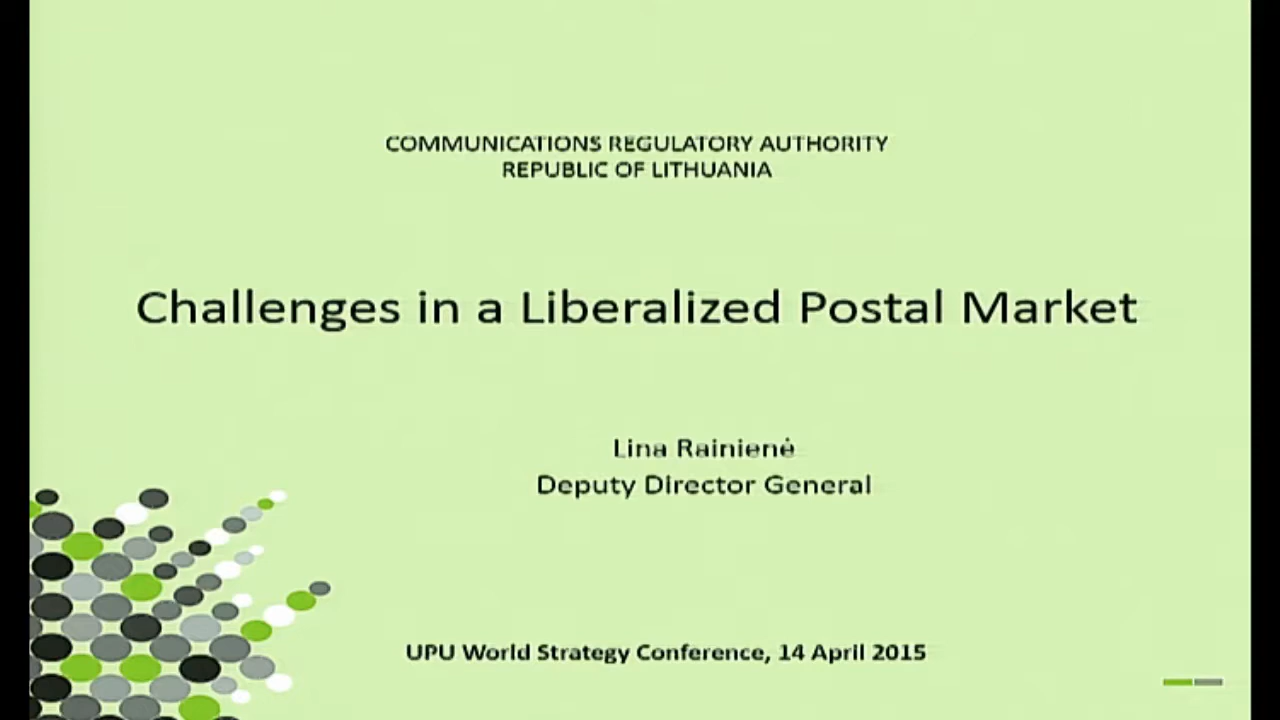 COMMUNICATIONS REGULATORY AUTHORITY
REPUBLIC OF LITHUANIA
Challenges in a Liberalized Postal Market
Lina Rainienė
Deputy Director General
UPU World Strategy Conference, 14 April 2015